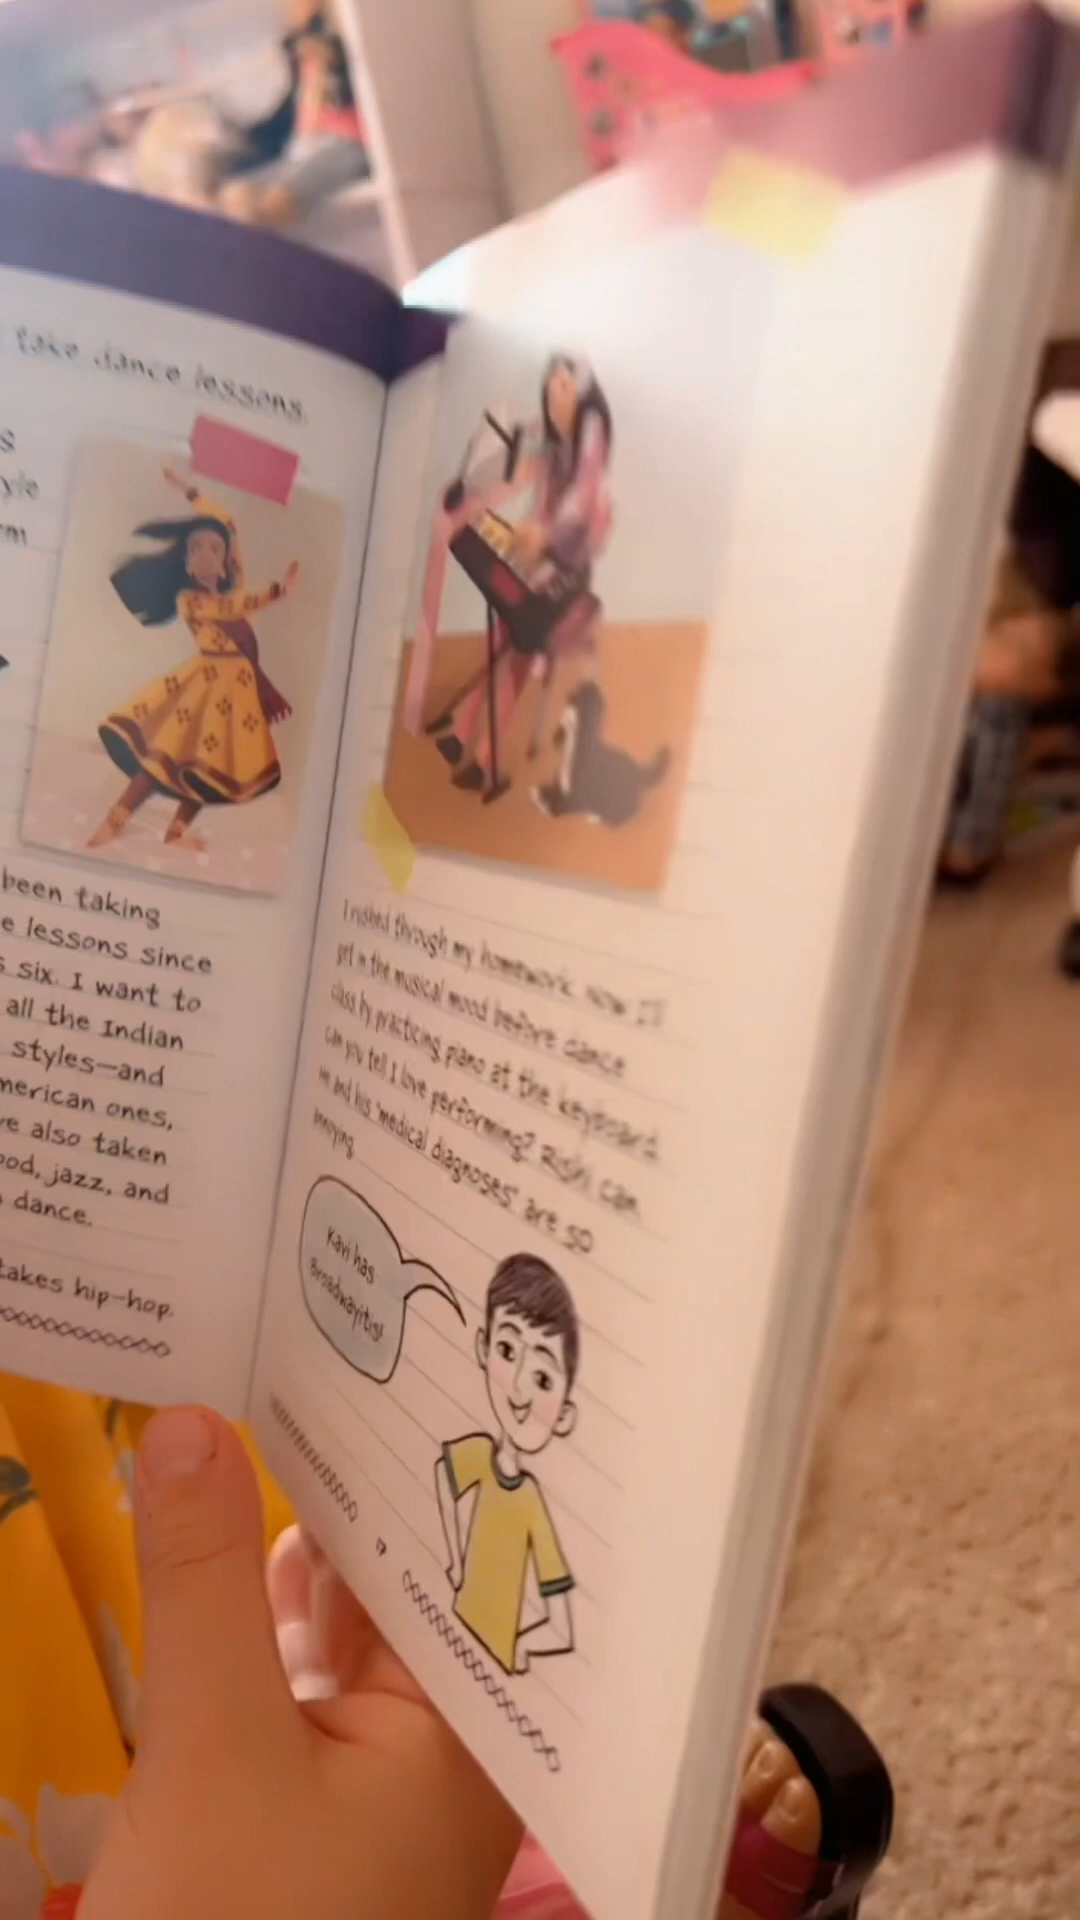 take dance lessons.
s
yle
rm
been taking
e lessons since
s six. I want to
all the Indian
styles—and
merican ones,
ve also taken
ood, jazz, and
dance.
takes hip-hop.
I rushed through my homework. now I'll
get in the musical mood before dance
class by practicing piano at the keyboard
Can you tell I love performing? Rishi can
He and his "medical diagnoses" are so
annoying.
Kavi has
Broadwayitis!
17